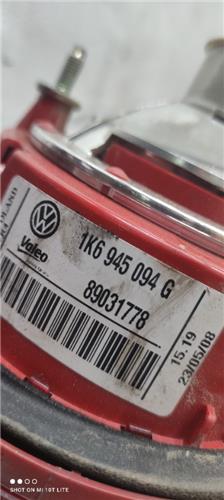 1K6 945 094 G
Valeo
89031778
15.19
23/05/08
SHOT ON MI 10T LITE